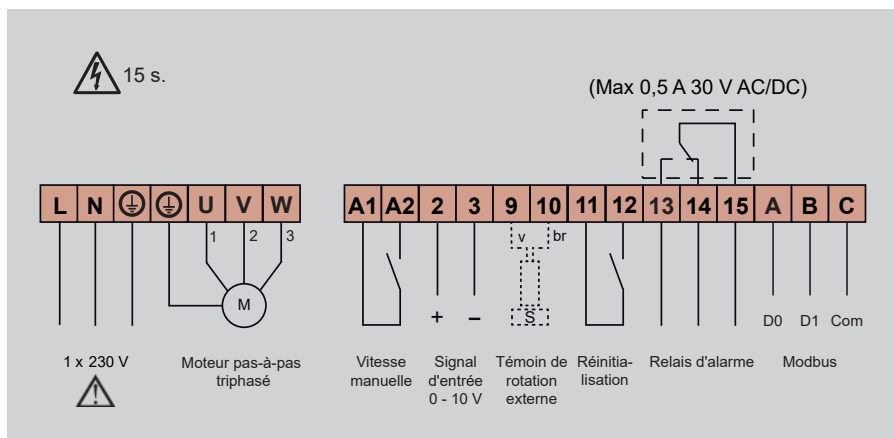 15 s.
(Max 0,5 A 30 V AC/DC)
L N U V W
A1 A2 2 3 9 10 11 12 13 14 15 A B C
1 2 3
v br
M
+ – S
D0 D1 Com
1 x 230 V
Moteur pas-à-pas
triphasé
Vitesse
manuelle
Signal
d'entrée
0 - 10 V
Témoin de
rotation
externe
Réinitia-
lisation
Relais d'alarme
Modbus